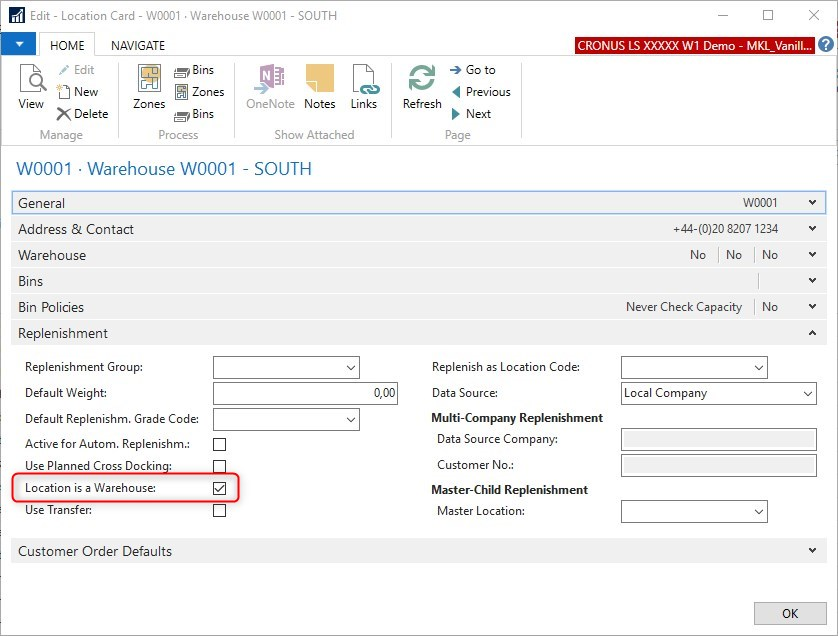 Edit - Location Card - W0001 · Warehouse W0001 - SOUTH
HOME NAVIGATE CRONUS LS XXXXX W1 Demo - MKL_Vanill... ?
View Edit New Delete Zones Bins Zones Bins OneNote Notes Links Refresh Go to Previous Next
Manage Process Show Attached Page
W0001 · Warehouse W0001 - SOUTH
General W0001
Address & Contact +44-(0)20 8207 1234
Warehouse No No No
Bins
Bin Policies Never Check Capacity No
Replenishment
Replenishment Group: Replenish as Location Code:
Default Weight: 0,00 Data Source: Local Company
Default Replenishm. Grade Code: Multi-Company Replenishment
Active for Autom. Replenishm.: Data Source Company:
Use Planned Cross Docking: Customer No.:
Location is a Warehouse: Master-Child Replenishment
Use Transfer: Master Location:
Customer Order Defaults
OK